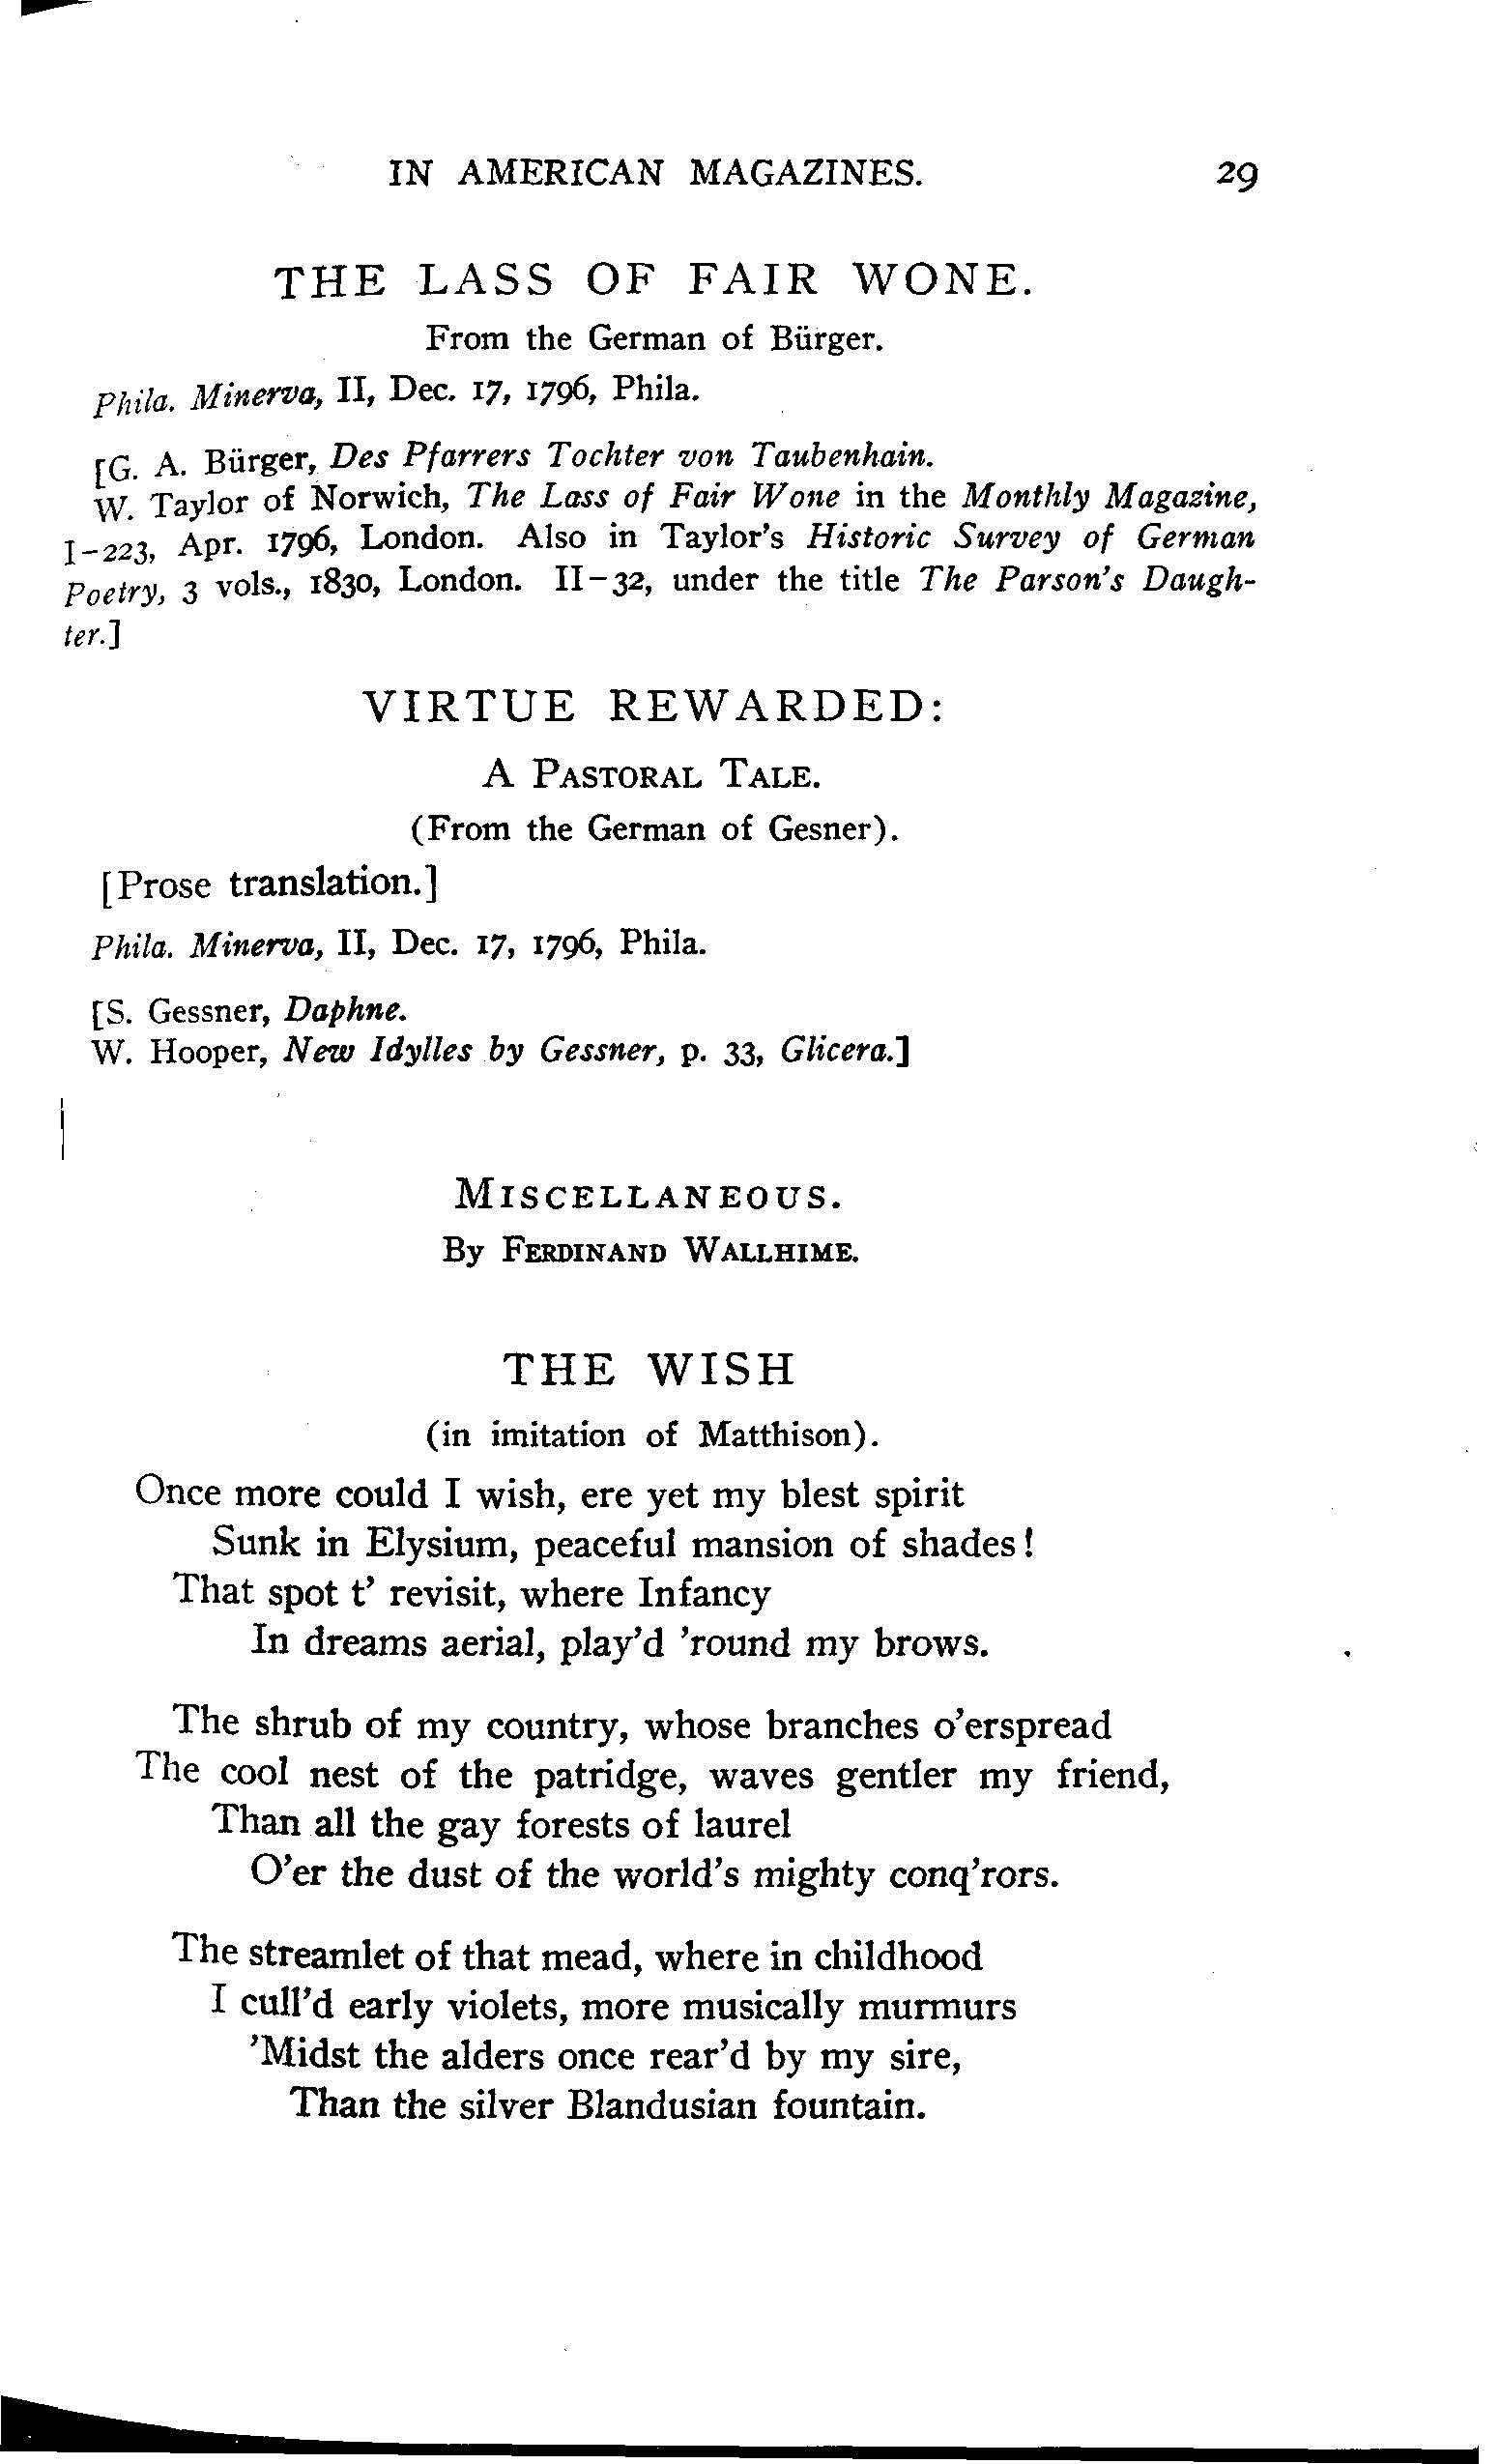 IN AMERICAN MAGAZINES. 29
THE LASS OF FAIR WONE.
From the German of Bürger.
Phila. Minerva, II, Dec. 17, 1796, Phila.
[G. A. Bürger, Des Pfarrers Tochter von Taubenhain.
W. Taylor of Norwich, The Lass of Fair Wone in the Monthly Magazine,
I-223, Apr. 1796, London. Also in Taylor's Historic Survey of German
Poetry, 3 vols., 1830, London. II-32, under the title The Parson's Daugh-
ter.]
VIRTUE REWARDED:
A PASTORAL TALE.
(From the German of Gesner).
[Prose translation.]
Phila. Minerva, II, Dec. 17, 1796, Phila.
[S. Gessner, Daphne.
W. Hooper, New Idylles by Gessner, p. 33, Glicera.]
MISCELLANEOUS.
By FERDINAND WALLHIME.
THE WISH
(in imitation of Matthison).
Once more could I wish, ere yet my blest spirit
Sunk in Elysium, peaceful mansion of shades!
That spot t' revisit, where Infancy
In dreams aerial, play'd 'round my brows.
The shrub of my country, whose branches o'erspread
The cool nest of the patridge, waves gentler my friend,
Than all the gay forests of laurel
O'er the dust of the world's mighty conq'rors.
The streamlet of that mead, where in childhood
I cull'd early violets, more musically murmurs
'Midst the alders once rear'd by my sire,
Than the silver Blandusian fountain.